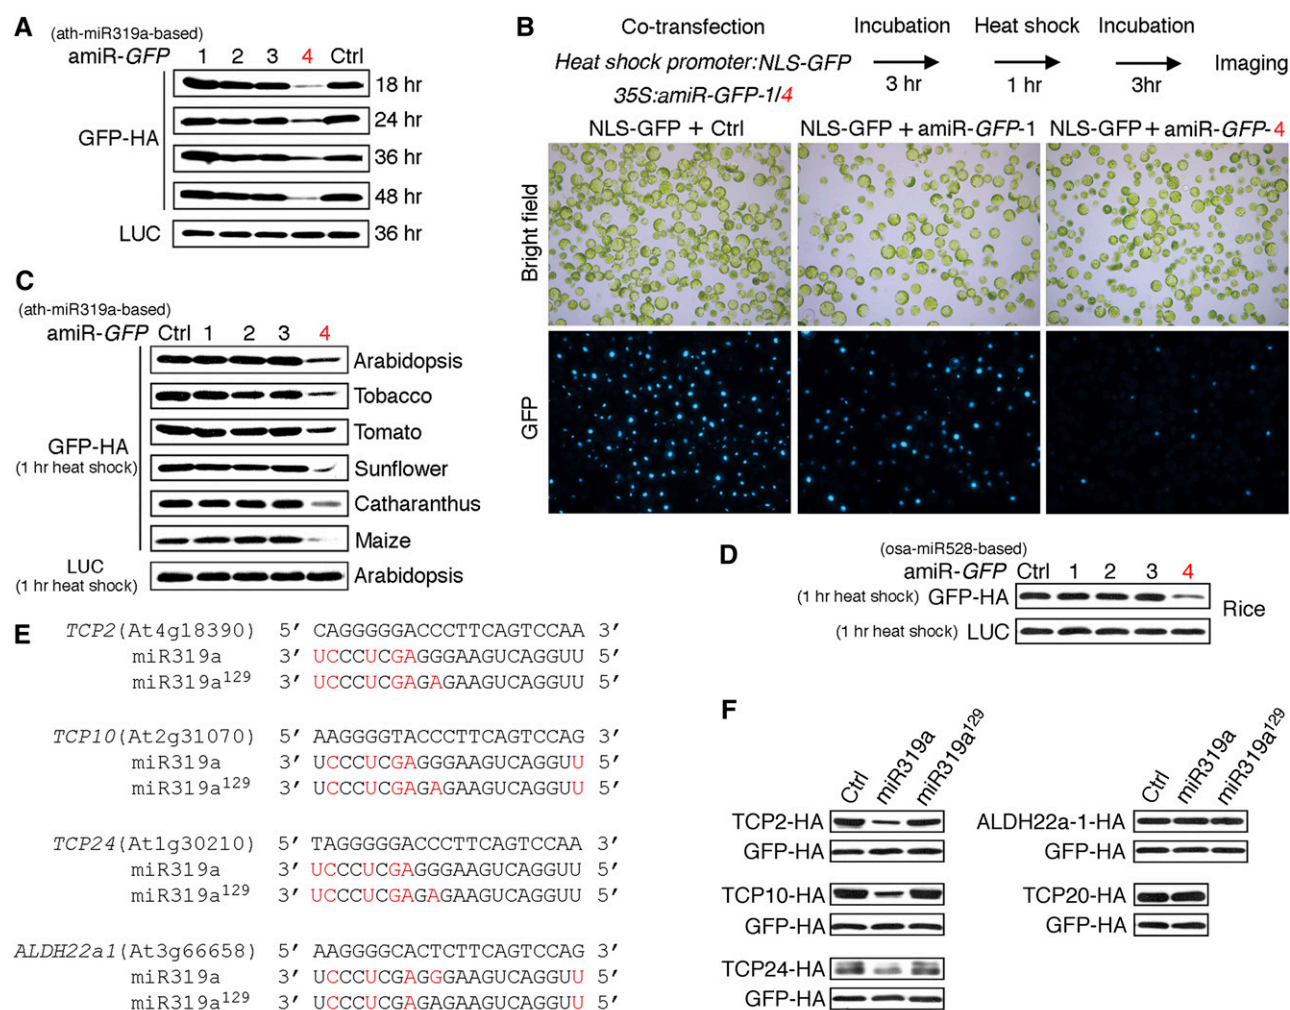 A
(ath-miR319a-based)
amiR-GFP 1 2 3 4 Ctrl
18 hr
24 hr
GFP-HA
36 hr
48 hr
LUC 36 hr
B
Co-transfection Incubation Heat shock Incubation
Heat shock promoter:NLS-GFP
3 hr 1 hr 3hr Imaging
35S:amiR-GFP-1/4
NLS-GFP + Ctrl NLS-GFP + amiR-GFP-1 NLS-GFP + amiR-GFP-4
Bright field
GFP
C
(ath-miR319a-based)
amiR-GFP Ctrl 1 2 3 4
Arabidopsis
Tobacco
Tomato
GFP-HA
(1 hr heat shock)
Sunflower
Catharanthus
Maize
LUC
(1 hr heat shock)
Arabidopsis
D
(osa-miR528-based)
amiR-GFP Ctrl 1 2 3 4
(1 hr heat shock) GFP-HA
Rice
(1 hr heat shock) LUC
E
TCP2(At4g18390) 5′ CAGGGGGACCCTTCAGTCCAA 3′
miR319a 3′ UCCCUCGAGGGAAGUCAGGUU 5′
miR319a129 3′ UCCCUCGAGAGAAGUCAGGUU 5′
TCP10(At2g31070) 5′ AAGGGGTACCCTTCAGTCCAG 3′
miR319a 3′ UCCCUCGAGGGAAGUCAGGUU 5′
miR319a129 3′ UCCCUCGAGAGAAGUCAGGUU 5′
TCP24(At1g30210) 5′ TAGGGGGACCCTTCAGTCCAA 3′
miR319a 3′ UCCCUCGAGGGAAGUCAGGUU 5′
miR319a129 3′ UCCCUCGAGAGAAGUCAGGUU 5′
ALDH22a1(At3g66658) 5′ AAGGGGCACTCTTCAGTCCAG 3′
miR319a 3′ UCCCUCGAGGGAAGUCAGGUU 5′
miR319a129 3′ UCCCUCGAGAGAAGUCAGGUU 5′
F
Ctrl miR319a miR319a129
TCP2-HA
GFP-HA
TCP10-HA
GFP-HA
TCP24-HA
GFP-HA
Ctrl miR319a miR319a129
ALDH22a-1-HA
GFP-HA
TCP20-HA
GFP-HA